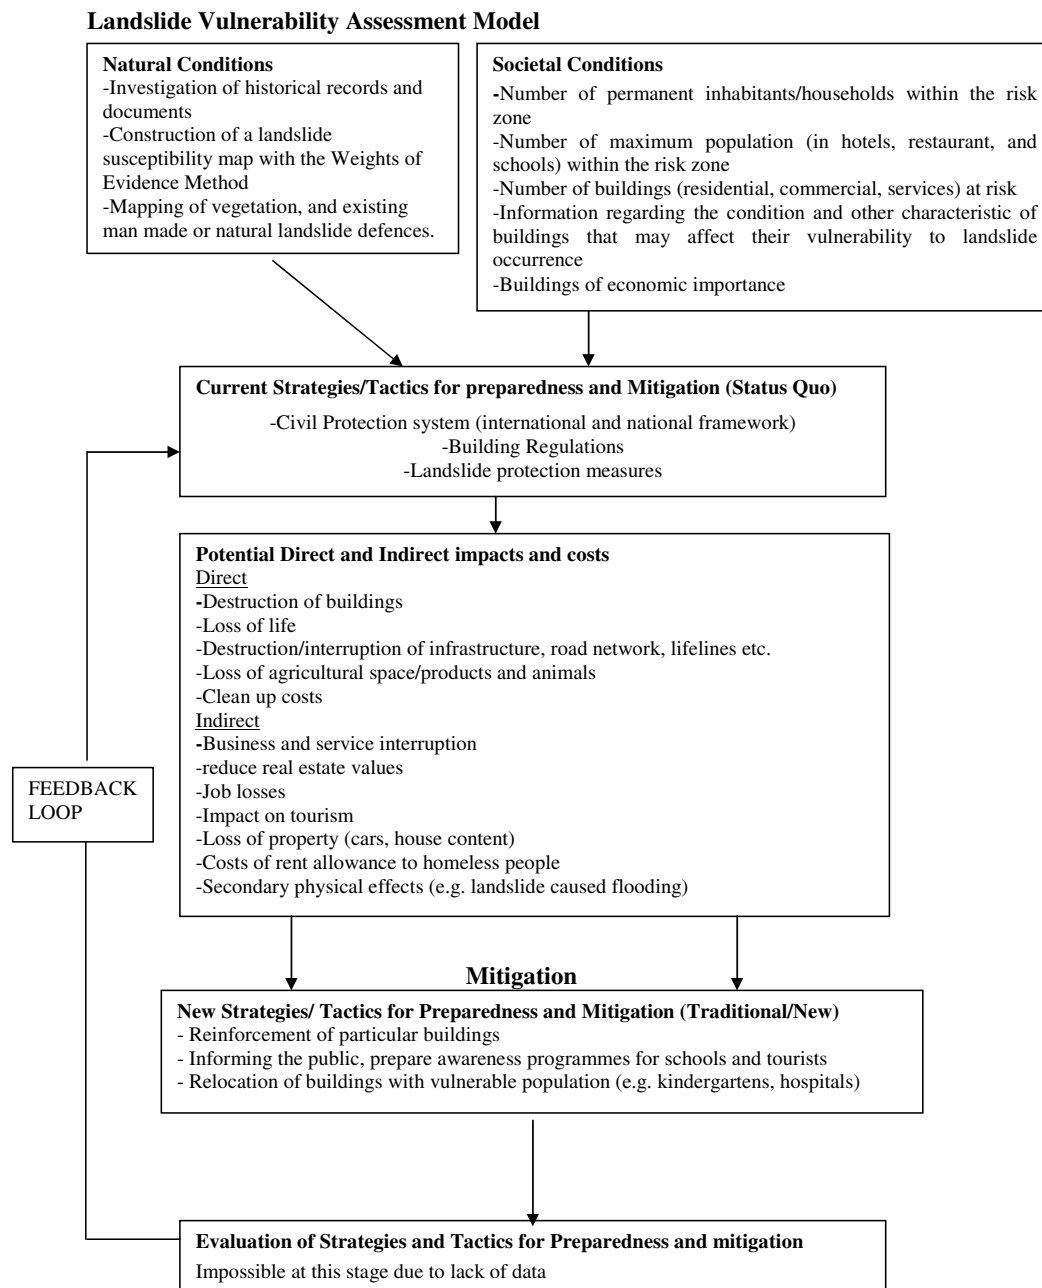 Landslide Vulnerability Assessment Model
Natural Conditions
-Investigation of historical records and
documents
-Construction of a landslide
susceptibility map with the Weights of
Evidence Method
-Mapping of vegetation, and existing
man made or natural landslide defences.
Societal Conditions
-Number of permanent inhabitants/households within the risk
zone
-Number of maximum population (in hotels, restaurant, and
schools) within the risk zone
-Number of buildings (residential, commercial, services) at risk
-Information regarding the condition and other characteristic of
buildings that may affect their vulnerability to landslide
occurrence
-Buildings of economic importance
Current Strategies/Tactics for preparedness and Mitigation (Status Quo)
-Civil Protection system (international and national framework)
-Building Regulations
-Landslide protection measures
Potential Direct and Indirect impacts and costs
Direct
-Destruction of buildings
-Loss of life
-Destruction/interruption of infrastructure, road network, lifelines etc.
-Loss of agricultural space/products and animals
-Clean up costs
Indirect
-Business and service interruption
-reduce real estate values
-Job losses
-Impact on tourism
-Loss of property (cars, house content)
-Costs of rent allowance to homeless people
-Secondary physical effects (e.g. landslide caused flooding)
FEEDBACK
LOOP
Mitigation
New Strategies/ Tactics for Preparedness and Mitigation (Traditional/New)
- Reinforcement of particular buildings
- Informing the public, prepare awareness programmes for schools and tourists
- Relocation of buildings with vulnerable population (e.g. kindergartens, hospitals)
Evaluation of Strategies and Tactics for Preparedness and mitigation
Impossible at this stage due to lack of data